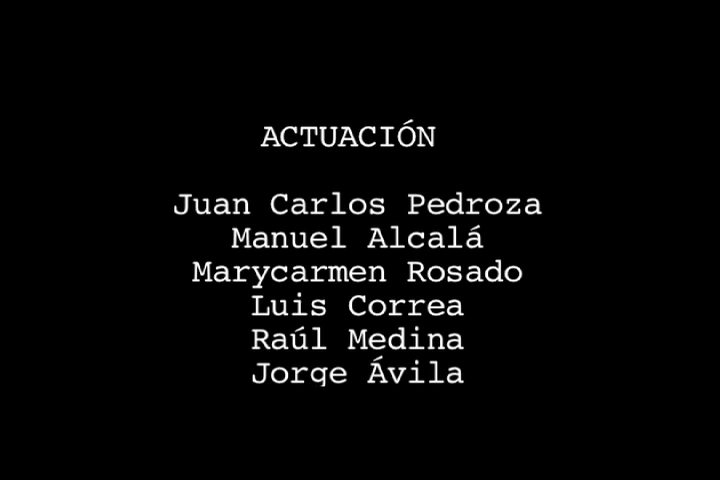 ACTUACIÓN
Juan Carlos Pedroza
Manuel Alcalá
Marycarmen Rosado
Luis Correa
Raúl Medina
Jorge Ávila